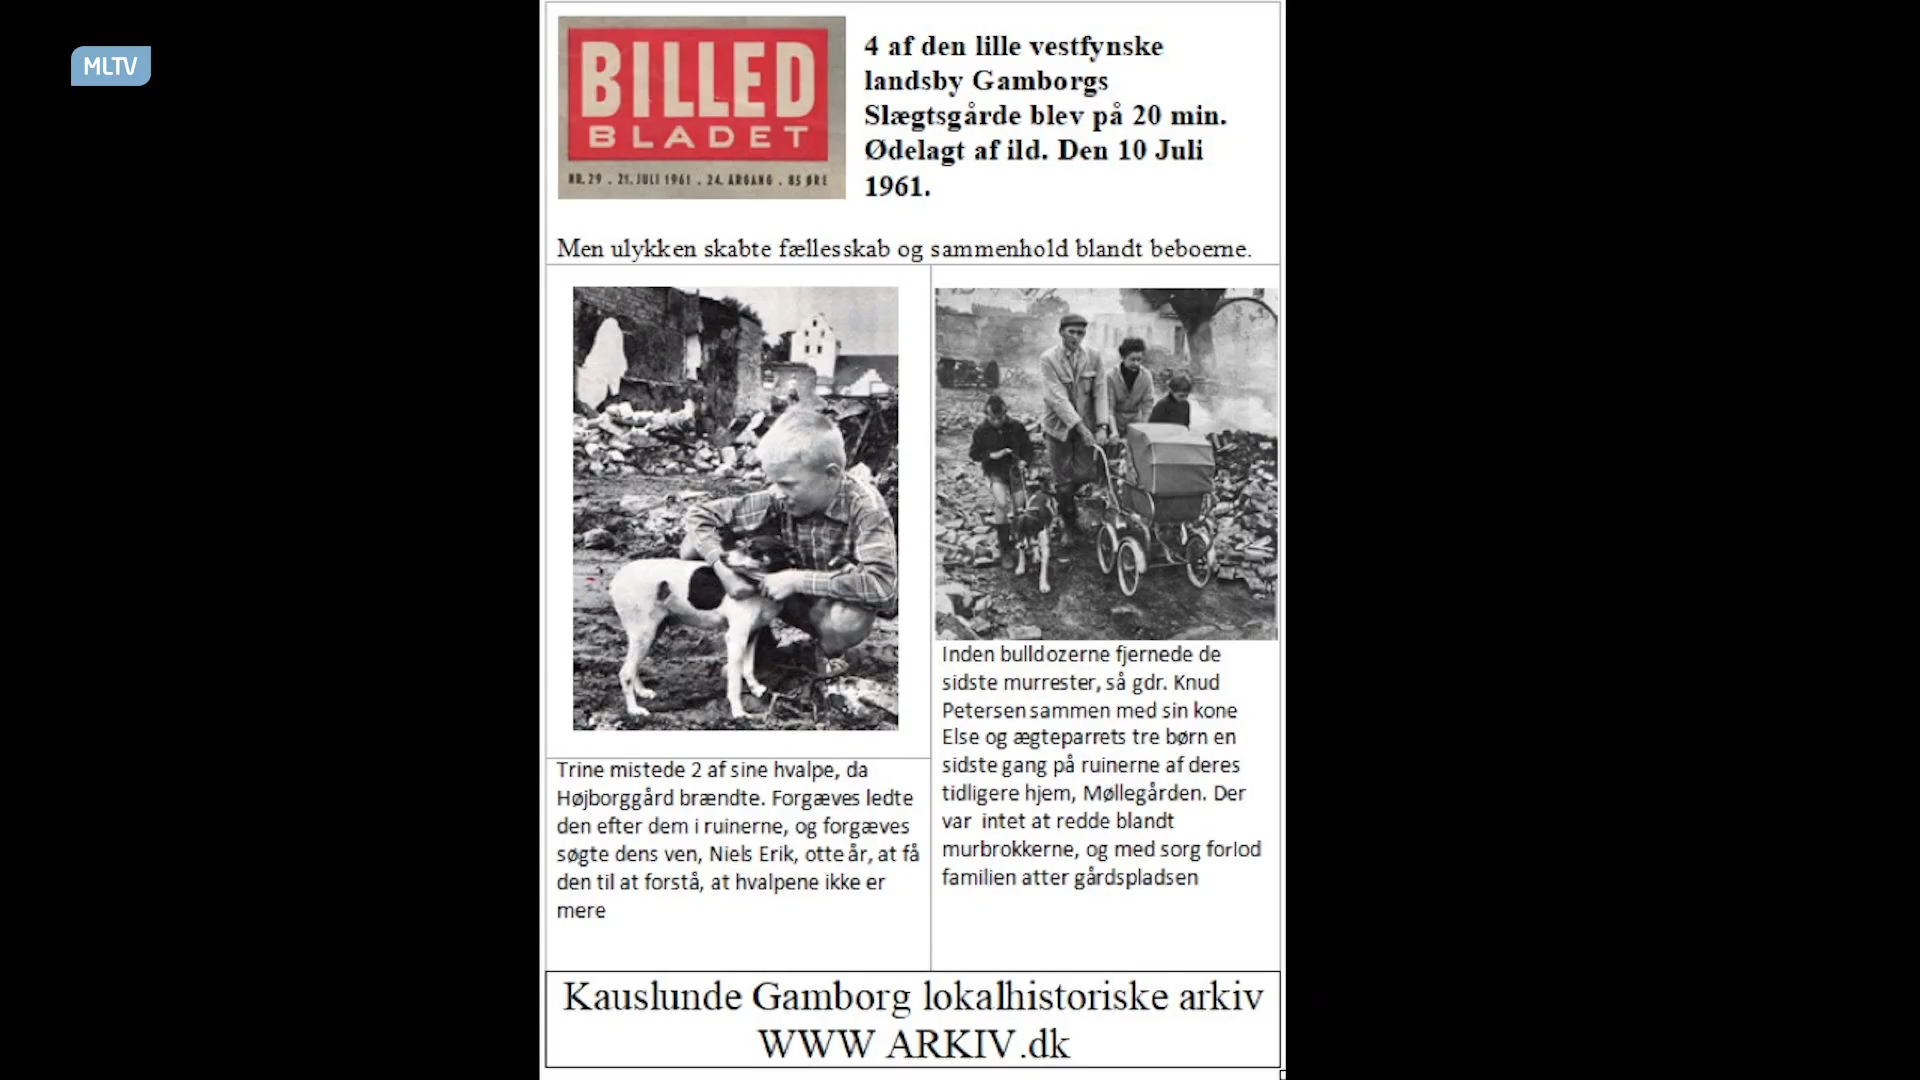 MLTV
BILLED
BLADET
NR. 29 . 21. JULI 1961 . 24. ÅRGANG . 85 ØRE
4 af den lille vestfynske
landsby Gamborgs
Slægtsgårde blev på 20 min.
Ødelagt af ild. Den 10 Juli
1961.
Men ulykken skabte fællesskab og sammenhold blandt beboerne.
Trine mistede 2 af sine hvalpe, da
Højborggård brændte. Forgæves ledte
den efter dem i ruinerne, og forgæves
søgte dens ven, Niels Erik, otte år, at få
den til at forstå, at hvalpene ikke er
mere
Inden bulldozerne fjernede de
sidste murrester, så gdr. Knud
Petersen sammen med sin kone
Else og ægteparrets tre børn en
sidste gang på ruinerne af deres
tidligere hjem, Møllegården. Der
var intet at redde blandt
murbrokkerne, og med sorg forlod
familien atter gårdspladsen
Kauslunde Gamborg lokalhistoriske arkiv
WWW ARKIV.dk